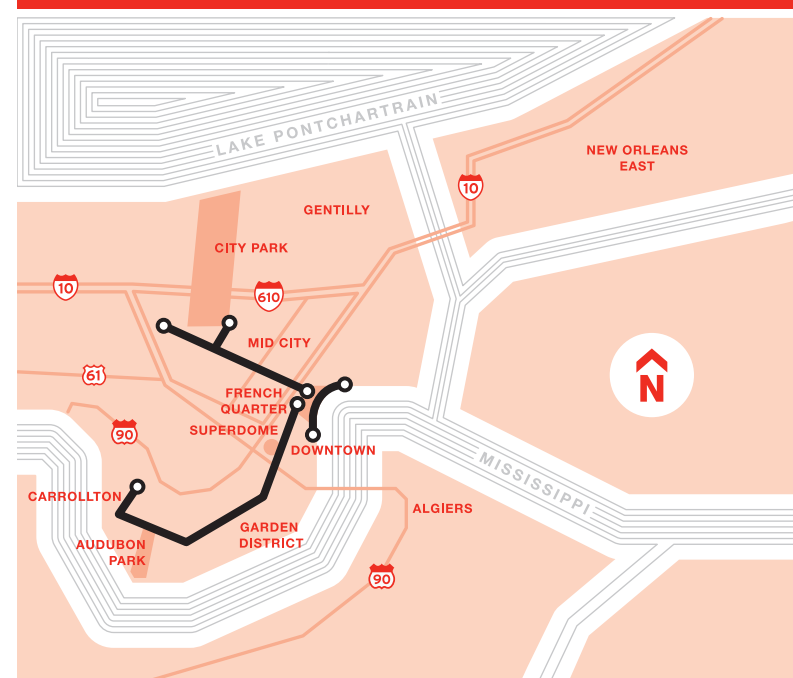 LAKE PONTCHARTRAIN
NEW ORLEANS
EAST
10
GENTILLY
CITY PARK
10
610
MID CITY
61
FRENCH
QUARTER
90
SUPERDOME
DOWNTOWN
N
MISSISSIPPI
CARROLLTON
ALGIERS
GARDEN
DISTRICT
AUDUBON
PARK
90